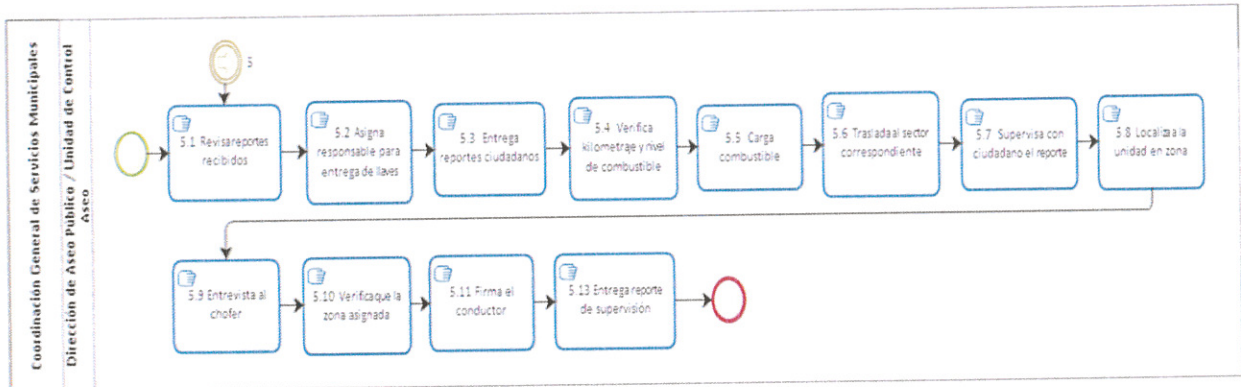 Coordinación General de Servicios Municipales
Dirección de Aseo Público / Unidad de Control
Aseo
5
5.1 Revisa reportes
recibidos
5.2 Asigna
responsable para
entrega de llaves
5.3 Entrega
reportes ciudadanos
5.4 Verifica
kilometraje y nivel
de combustible
5.5 Carga
combustible
5.6 Traslada al sector
correspondiente
5.7 Supervisa con
ciudadano el reporte
5.8 Localiza la
unidad en zona
5.9 Entrevista al
chofer
5.10 Verifica que la
zona asignada
5.11 Firma el
conductor
5.13 Entrega reporte
de supervisión